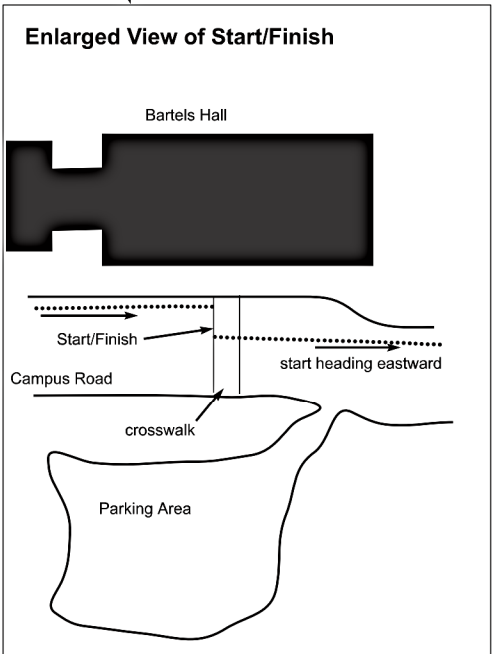 Enlarged View of Start/Finish
Bartels Hall
Start/Finish
start heading eastward
Campus Road
crosswalk
Parking Area